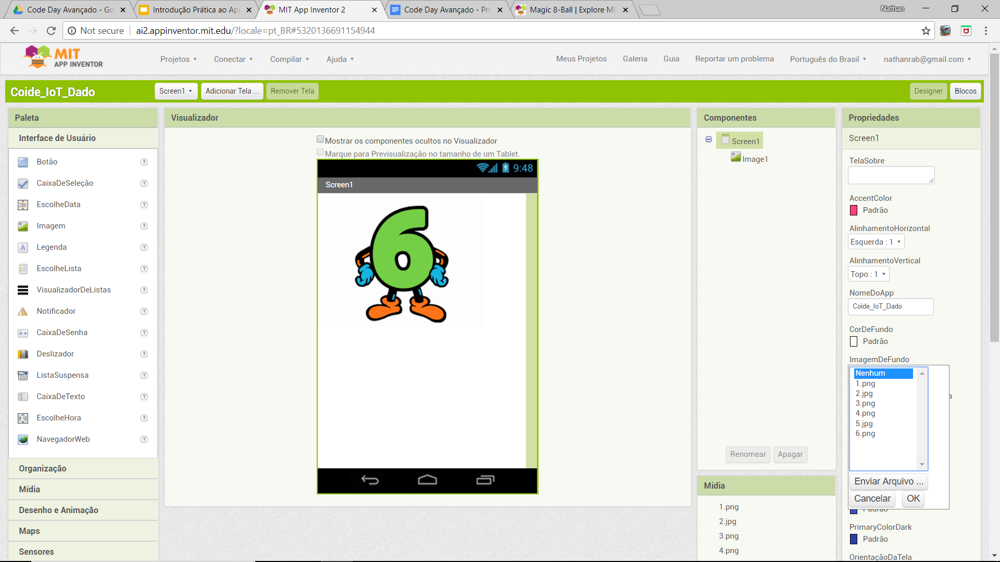 Code Day Avançado - Go
Introdução Prática ao Ap
MIT App Inventor 2
Code Day Avançado - Pro
Magic 8-Ball | Explore MI
Nathan
Not secure
ai2.appinventor.mit.edu/?locale=pt_BR#5320136691154944
MIT
APP INVENTOR
Projetos
Conectar
Compilar
Ajuda
Meus Projetos
Galeria
Guia
Reportar um problema
Português do Brasil
nathanrab@gmail.com
Coide_IoT_Dado
Screen1
Adicionar Tela ...
Remover Tela
Designer
Blocos
Paleta
Interface de Usuário
Botão
CaixaDeSeleção
EscolheData
Imagem
Legenda
EscolheLista
VisualizadorDeListas
Notificador
CaixaDeSenha
Deslizador
ListaSuspensa
CaixaDeTexto
EscolheHora
NavegadorWeb
Organização
Mídia
Desenho e Animação
Maps
Sensores
Visualizador
Mostrar os componentes ocultos no Visualizador
Marque para Previsualização no tamanho de um Tablet.
9:48
Screen1
6
Componentes
Screen1
Image1
Renomear
Apagar
Mídia
1.png
2.jpg
3.png
4.png
Propriedades
Screen1
TelaSobre
AccentColor
Padrão
AlinhamentoHorizontal
Esquerda : 1
AlinhamentoVertical
Topo : 1
NomeDoApp
Coide_IoT_Dado
CorDeFundo
Padrão
ImagemDeFundo
Nenhum
1.png
2.jpg
3.png
4.png
5.jpg
6.png
a
Enviar Arquivo ...
Cancelar
OK
Padrão
PrimaryColorDark
Padrão
OrientaçãoDaTela